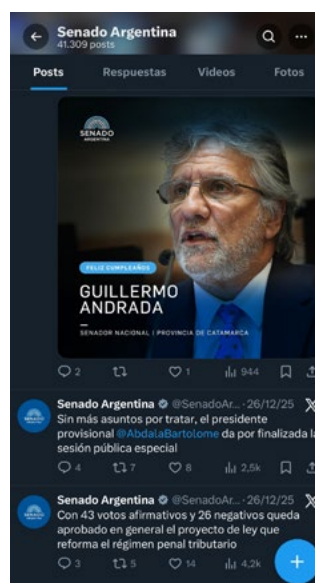 Senado Argentina
41.309 posts
Posts Respuestas Videos Fotos
SENADO
ARGENTINA
FELIZ CUMPLEAÑOS
GUILLERMO
ANDRADA
SENADOR NACIONAL | PROVINCIA DE CATAMARCA
2 1 944
Senado Argentina @SenadoAr... · 26/12/25
Sin más asuntos por tratar, el presidente
provisional @AbdalaBartolome da por finalizada la
sesión pública especial
4 7 8 2,5k
Senado Argentina @SenadoAr... · 26/12/25
Con 43 votos afirmativos y 26 negativos queda
aprobado en general el proyecto de ley que
reforma el régimen penal tributario
3 5 14 4,2k